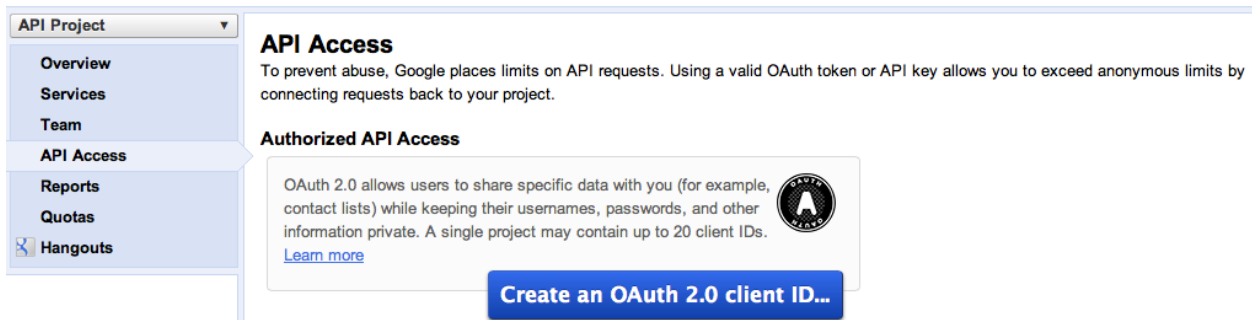 API Project
Overview
Services
Team
API Access
Reports
Quotas
Hangouts
API Access
To prevent abuse, Google places limits on API requests. Using a valid OAuth token or API key allows you to exceed anonymous limits by
connecting requests back to your project.
Authorized API Access
OAuth 2.0 allows users to share specific data with you (for example,
contact lists) while keeping their usernames, passwords, and other
information private. A single project may contain up to 20 client IDs.
Learn more
OAUTH
A
OAUTH
Create an OAuth 2.0 client ID...